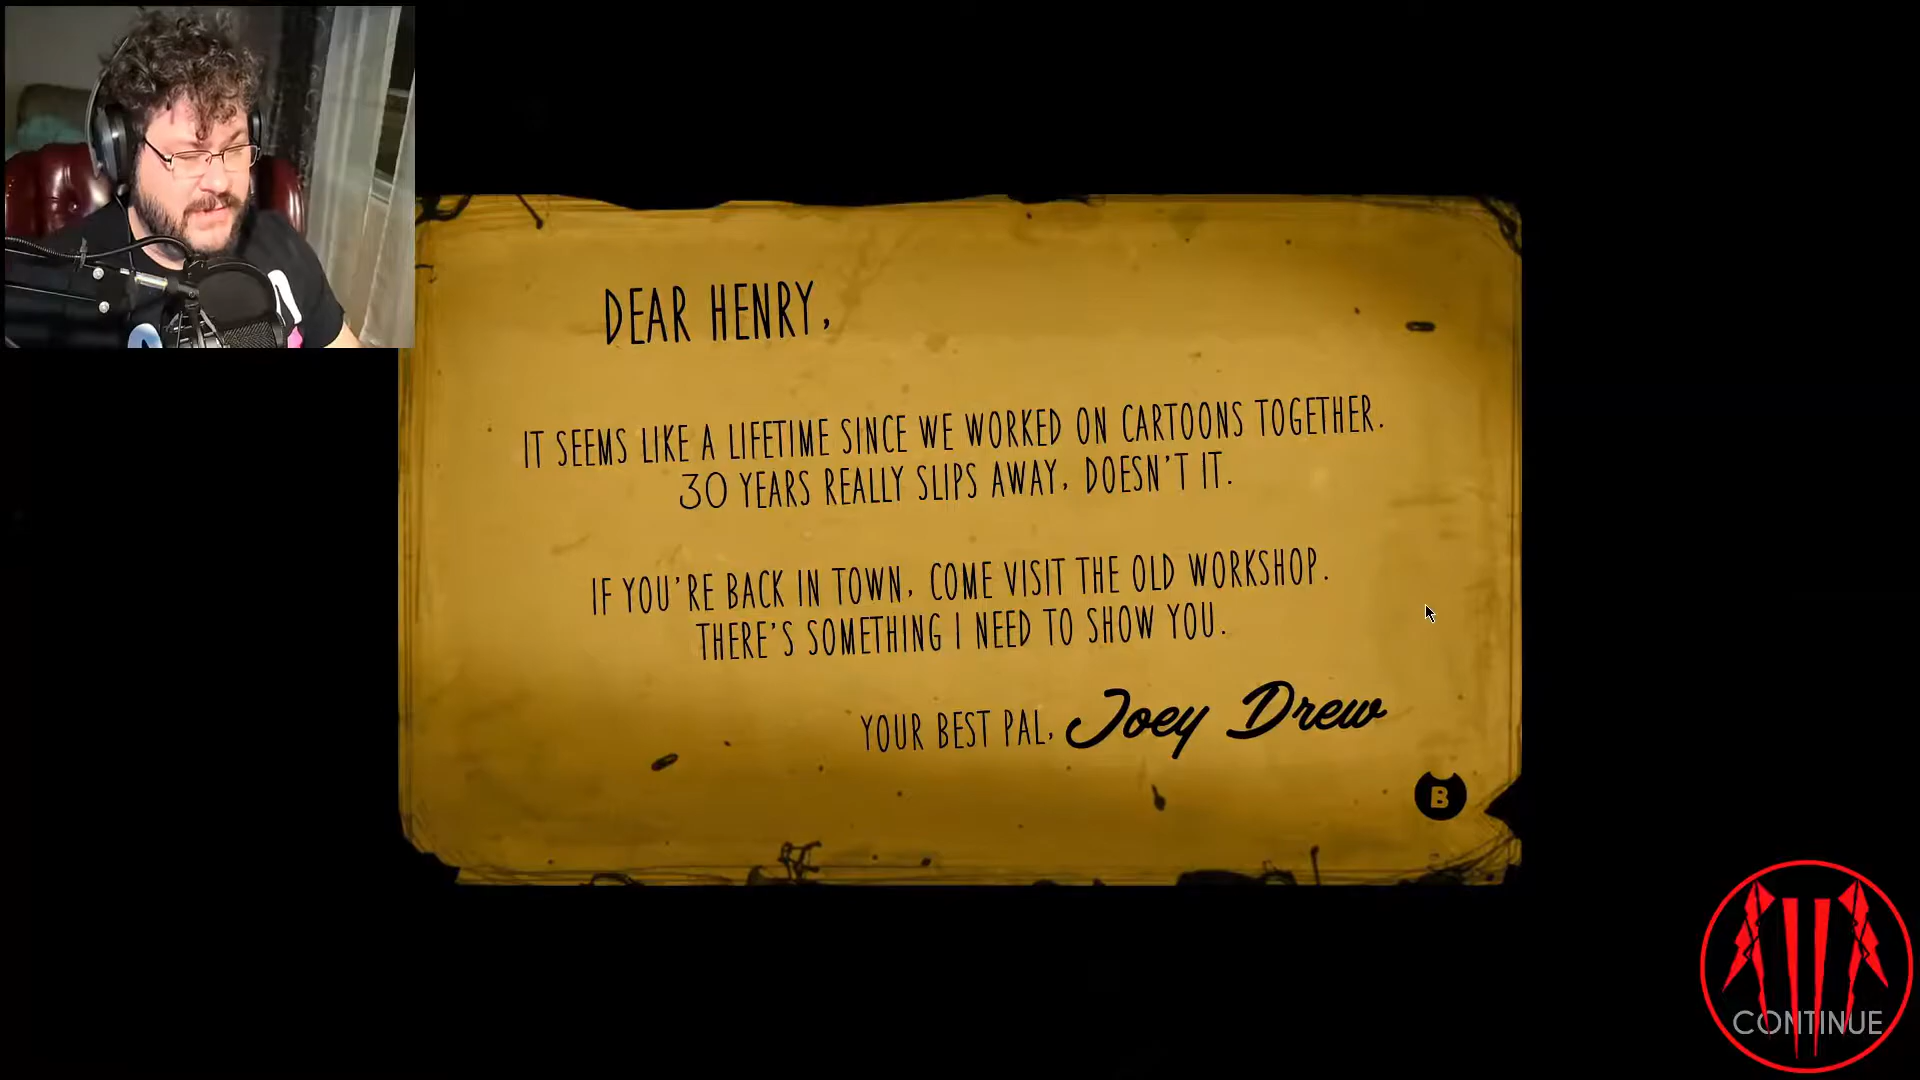 DEAR HENRY,
IT SEEMS LIKE A LIFETIME SINCE WE WORKED ON CARTOONS TOGETHER.
30 YEARS REALLY SLIPS AWAY, DOESN'T IT.
IF YOU'RE BACK IN TOWN, COME VISIT THE OLD WORKSHOP.
THERE'S SOMETHING I NEED TO SHOW YOU.
YOUR BEST PAL, Joey Drew
B
CONTINUE